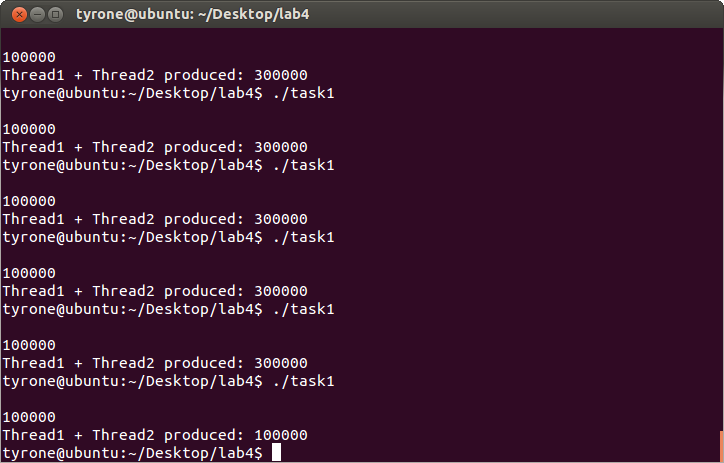 tyrone@ubuntu: ~/Desktop/lab4
100000
Thread1 + Thread2 produced: 300000
tyrone@ubuntu:~/Desktop/lab4$ ./task1
100000
Thread1 + Thread2 produced: 300000
tyrone@ubuntu:~/Desktop/lab4$ ./task1
100000
Thread1 + Thread2 produced: 300000
tyrone@ubuntu:~/Desktop/lab4$ ./task1
100000
Thread1 + Thread2 produced: 300000
tyrone@ubuntu:~/Desktop/lab4$ ./task1
100000
Thread1 + Thread2 produced: 300000
tyrone@ubuntu:~/Desktop/lab4$ ./task1
100000
Thread1 + Thread2 produced: 100000
tyrone@ubuntu:~/Desktop/lab4$